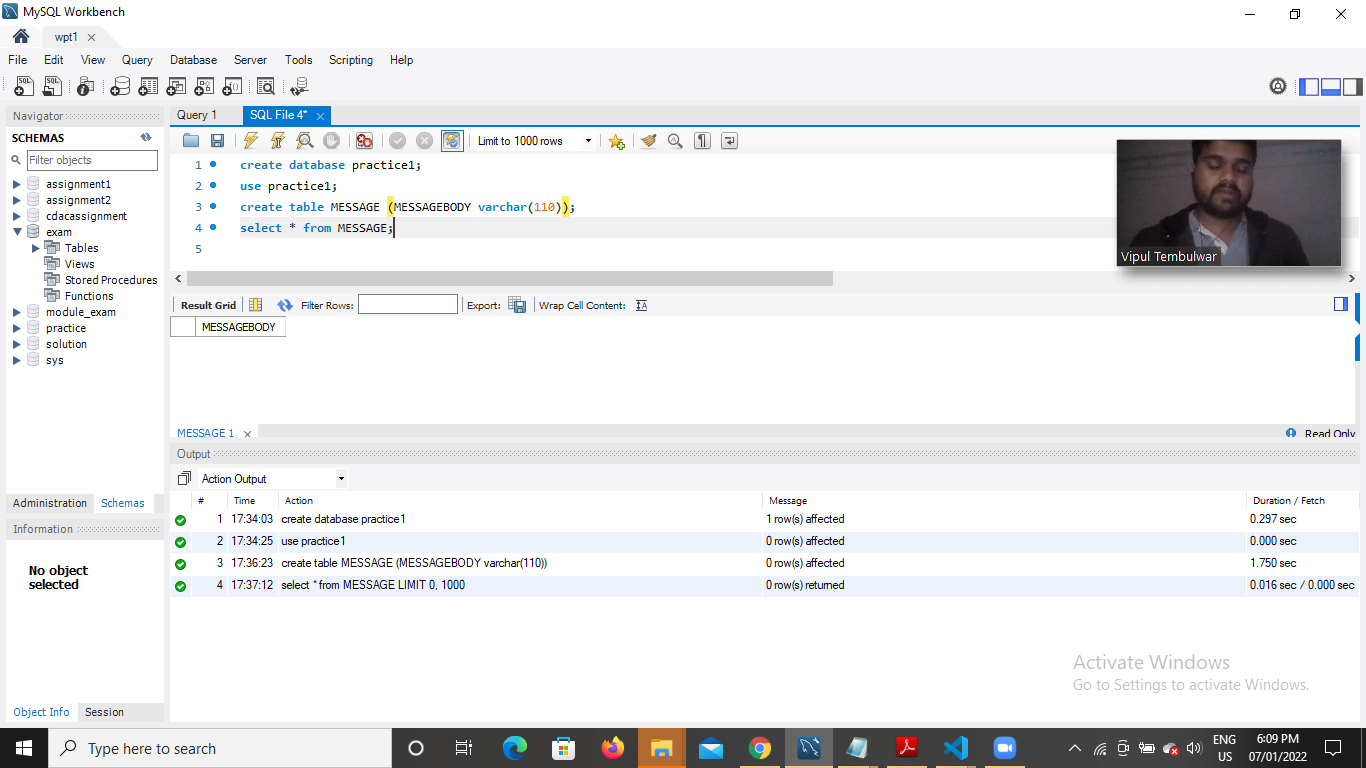 MySQL Workbench
wpt1
File Edit View Query Database Server Tools Scripting Help
Navigator
SCHEMAS
Filter objects
assignment1
assignment2
cdacassignment
exam
Tables
Views
Stored Procedures
Functions
module_exam
practice
solution
sys
Administration Schemas
Information
No object
selected
Object Info Session
Query 1 SQL File 4*
Limit to 1000 rows
1 create database practice1;
2 use practice1;
3 create table MESSAGE (MESSAGEBODY varchar(110));
4 select * from MESSAGE;
5
Vipul Tembulwar
Result Grid Filter Rows: Export: Wrap Cell Content:
MESSAGEBODY
MESSAGE 1 Read Only
Output
Action Output
# Time Action Message Duration / Fetch
1 17:34:03 create database practice1 1 row(s) affected 0.297 sec
2 17:34:25 use practice1 0 row(s) affected 0.000 sec
3 17:36:23 create table MESSAGE (MESSAGEBODY varchar(110)) 0 row(s) affected 1.750 sec
4 17:37:12 select * from MESSAGE LIMIT 0, 1000 0 row(s) returned 0.016 sec / 0.000 sec
Activate Windows
Go to Settings to activate Windows.
Type here to search
ENG
US
6:09 PM
07/01/2022